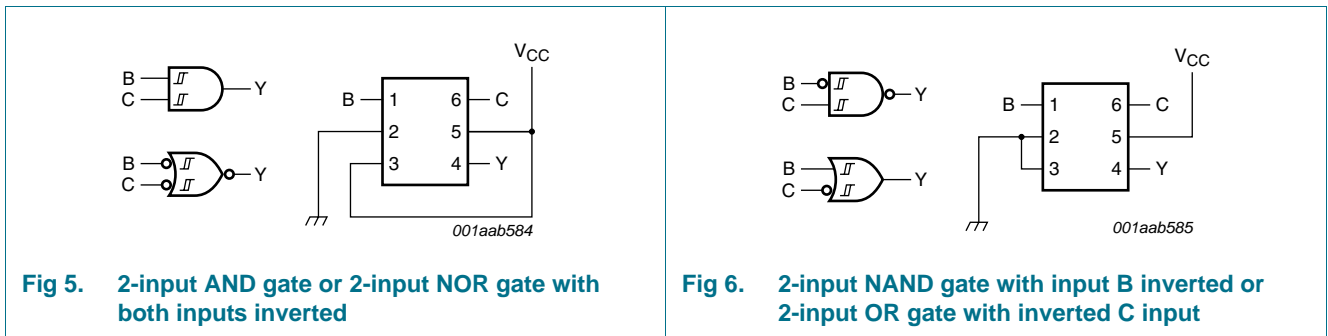 B
C
Y
B
C
Y
VCC
B
1
6
C
2
5
3
4
Y
001aab584
Fig 5. 2-input AND gate or 2-input NOR gate with
both inputs inverted
B
C
Y
B
C
Y
VCC
B
1
6
C
2
5
3
4
Y
001aab585
Fig 6. 2-input NAND gate with input B inverted or
2-input OR gate with inverted C input